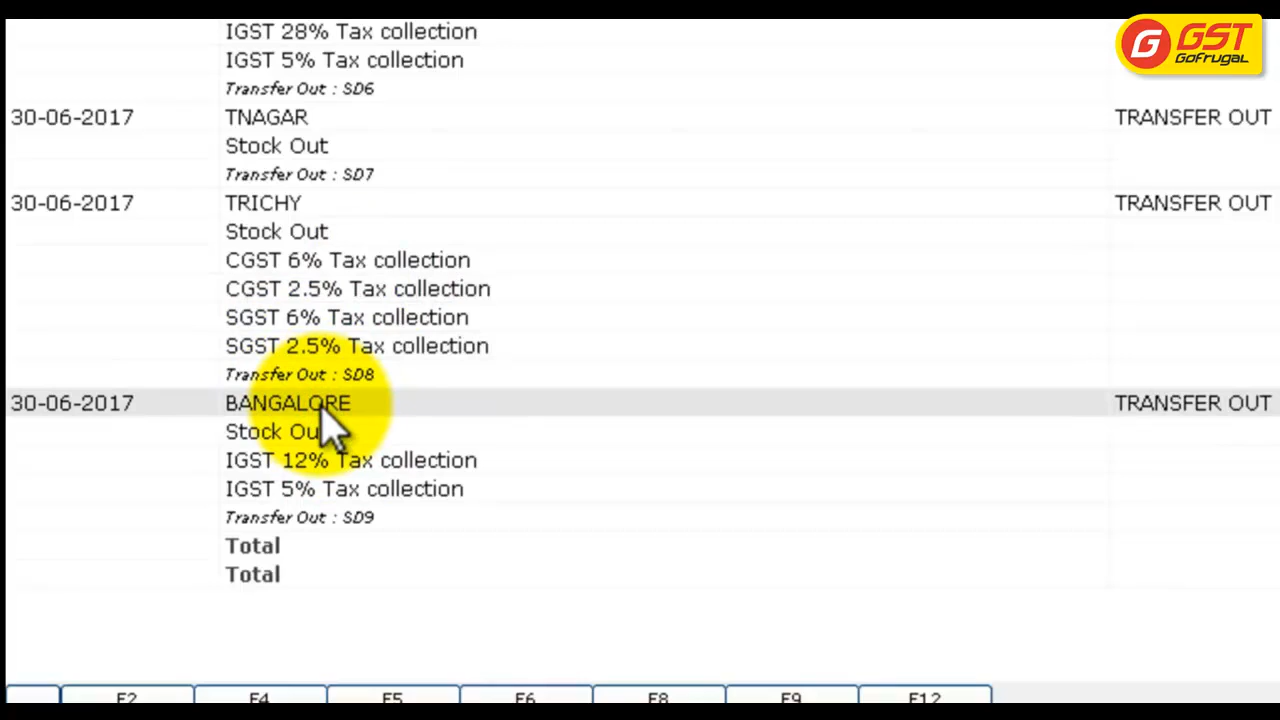 IGST 28% Tax collection
G GST
GOFRUGAL
IGST 5% Tax collection
Transfer Out : SD6
30-06-2017 TNAGAR TRANSFER OUT
Stock Out
Transfer Out : SD7
30-06-2017 TRICHY TRANSFER OUT
Stock Out
CGST 6% Tax collection
CGST 2.5% Tax collection
SGST 6% Tax collection
SGST 2.5% Tax collection
Transfer Out : SD8
30-06-2017 BANGALORE TRANSFER OUT
Stock Ou
IGST 12% Tax collection
IGST 5% Tax collection
Transfer Out : SD9
Total
Total
F2 F4 F5 F6 F8 F9 F12